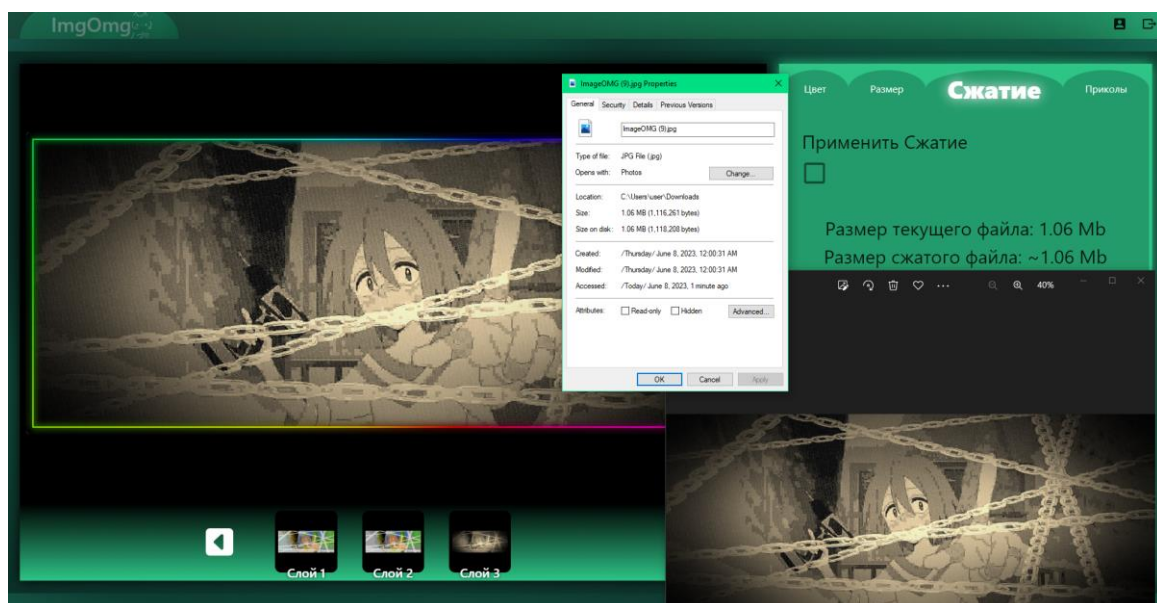 ImgOmg
ImageOMG (9).jpg Properties
General Security Details Previous Versions
ImageOMG (9).jpg
Type of file: JPG File (.jpg)
Opens with: Photos Change...
Location: C:\Users\user\Downloads
Size: 1.06 MB (1,116,261 bytes)
Size on disk: 1.06 MB (1,118,208 bytes)
Created: /Thursday/ June 8, 2023, 12:00:31 AM
Modified: /Thursday/ June 8, 2023, 12:00:31 AM
Accessed: /Today/ June 8, 2023, 1 minute ago
Attributes: Read-only Hidden Advanced...
OK Cancel Apply
Цвет Размер Сжатие Приколы
Применить Сжатие
Размер текущего файла: 1.06 Mb
Размер сжатого файла: ~1.06 Mb
40%
Слой 1 Слой 2 Слой 3